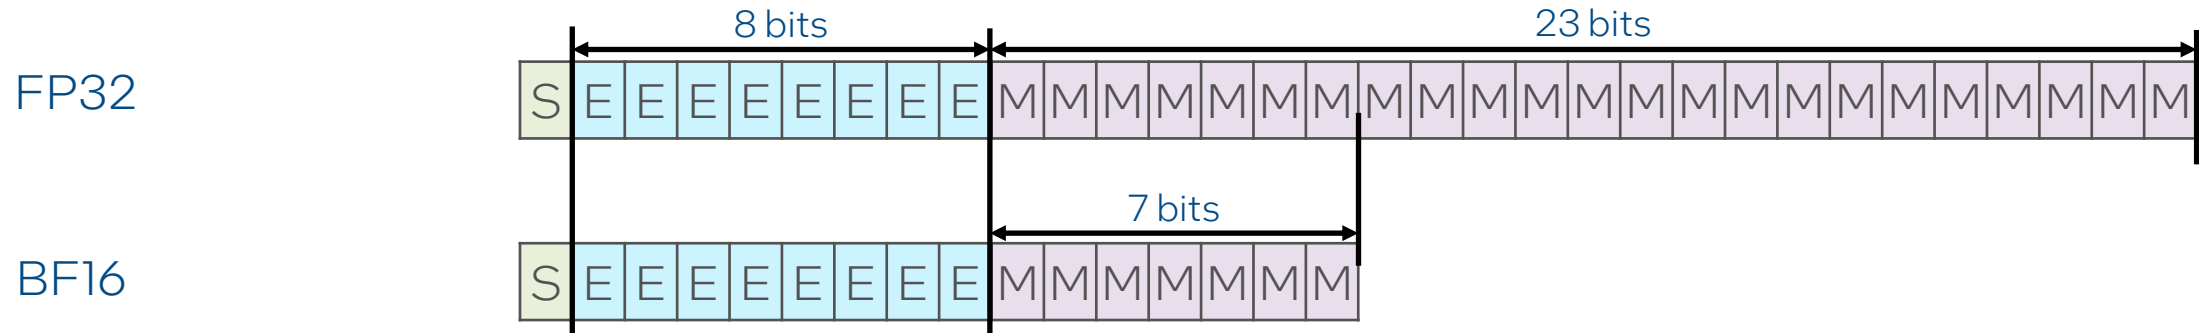 8 bits 23 bits
FP32 S E E E E E E E E M M M M M M M M M M M M M M M M M M M M M M M
7 bits
BF16 S E E E E E E E E M M M M M M M